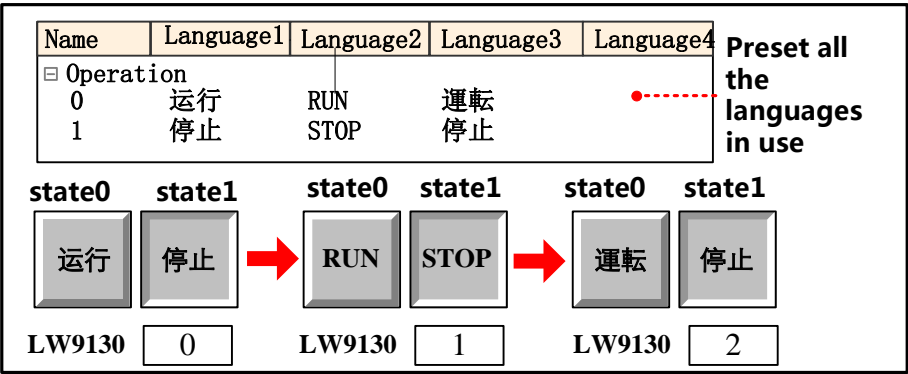 Name Language1 Language2 Language3 Language4
Operation
0 运行 RUN 運転
1 停止 STOP 停止
Preset all
the
languages
in use
state0 state1 state0 state1 state0 state1
运行 停止 RUN STOP 運転 停止
LW9130 0 LW9130 1 LW9130 2